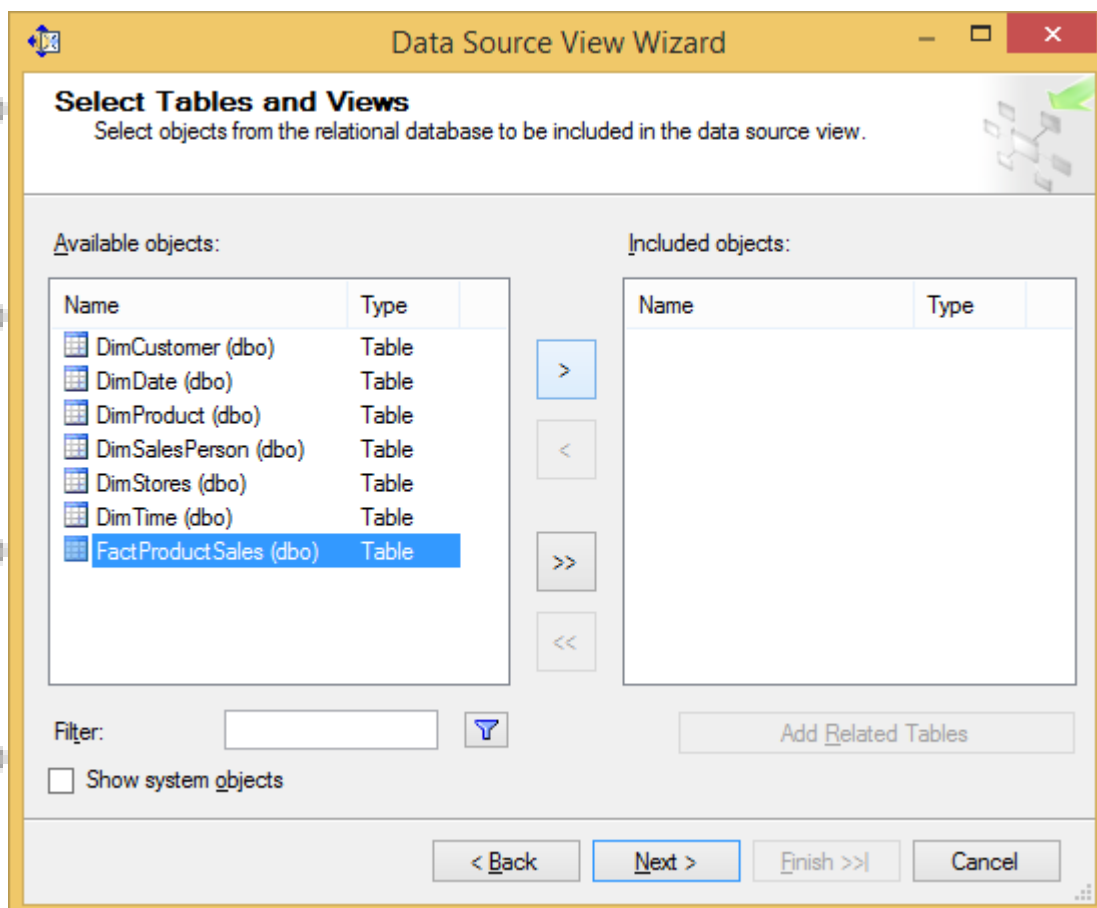 Data Source View Wizard
Select Tables and Views
Select objects from the relational database to be included in the data source view.
Available objects:
Name Type
DimCustomer (dbo) Table
DimDate (dbo) Table
DimProduct (dbo) Table
DimSalesPerson (dbo) Table
DimStores (dbo) Table
DimTime (dbo) Table
FactProductSales (dbo) Table
>
<
>>
<<
Included objects:
Name Type
Filter:
Add Related Tables
Show system objects
< Back Next > Finish >>| Cancel